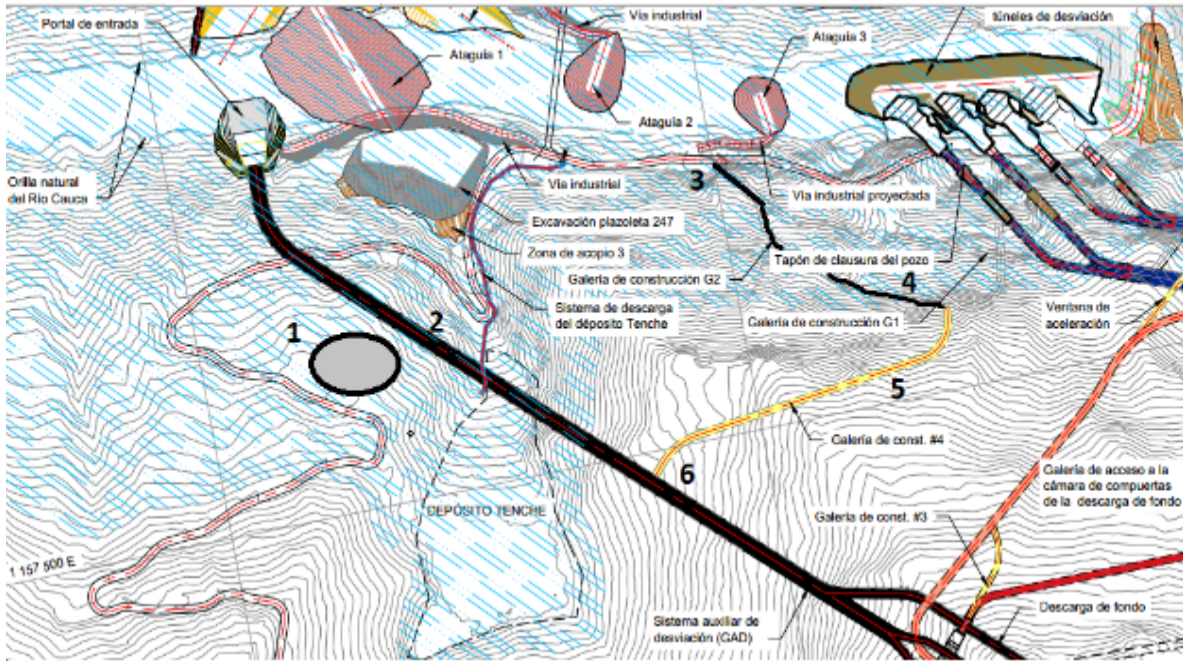 Portal de entrada
Vía industrial
túneles de desviación
Ataguía 1
Ataguía 3
Ataguía 2
Orilla natural
del Río Cauca
Vía industrial
3
Vía industrial proyectada
Excavación plazoleta 247
Zona de acopio 3
Tapón de clausura del pozo
Galería de construcción G2
4
Sistema de descarga
del déposito Tenche
Galería de construcción G1
Ventana de
aceleración
1
2
5
Galería de const. #4
6
Galería de acceso a la
cámara de compuertas
de la descarga de fondo
DEPÓSITO TENCHE
Galería de const. #3
1 157 500 E
Sistema auxiliar de
desviación (GAD)
Descarga de fondo